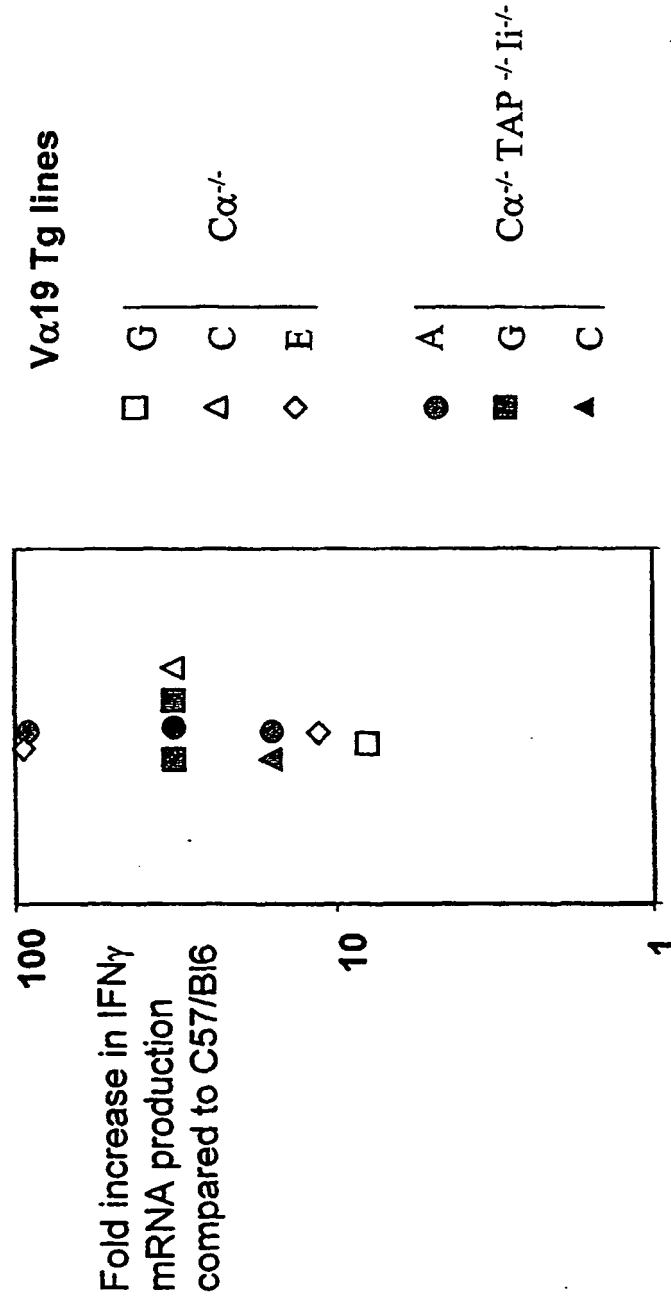 Vα19 Tg lines
G
C
E
Cα-/-
A
G
C
Cα-/- TAP -/- Ii-/-
Fold increase in IFNγ
mRNA production
compared to C57/Bl6
100
10
1